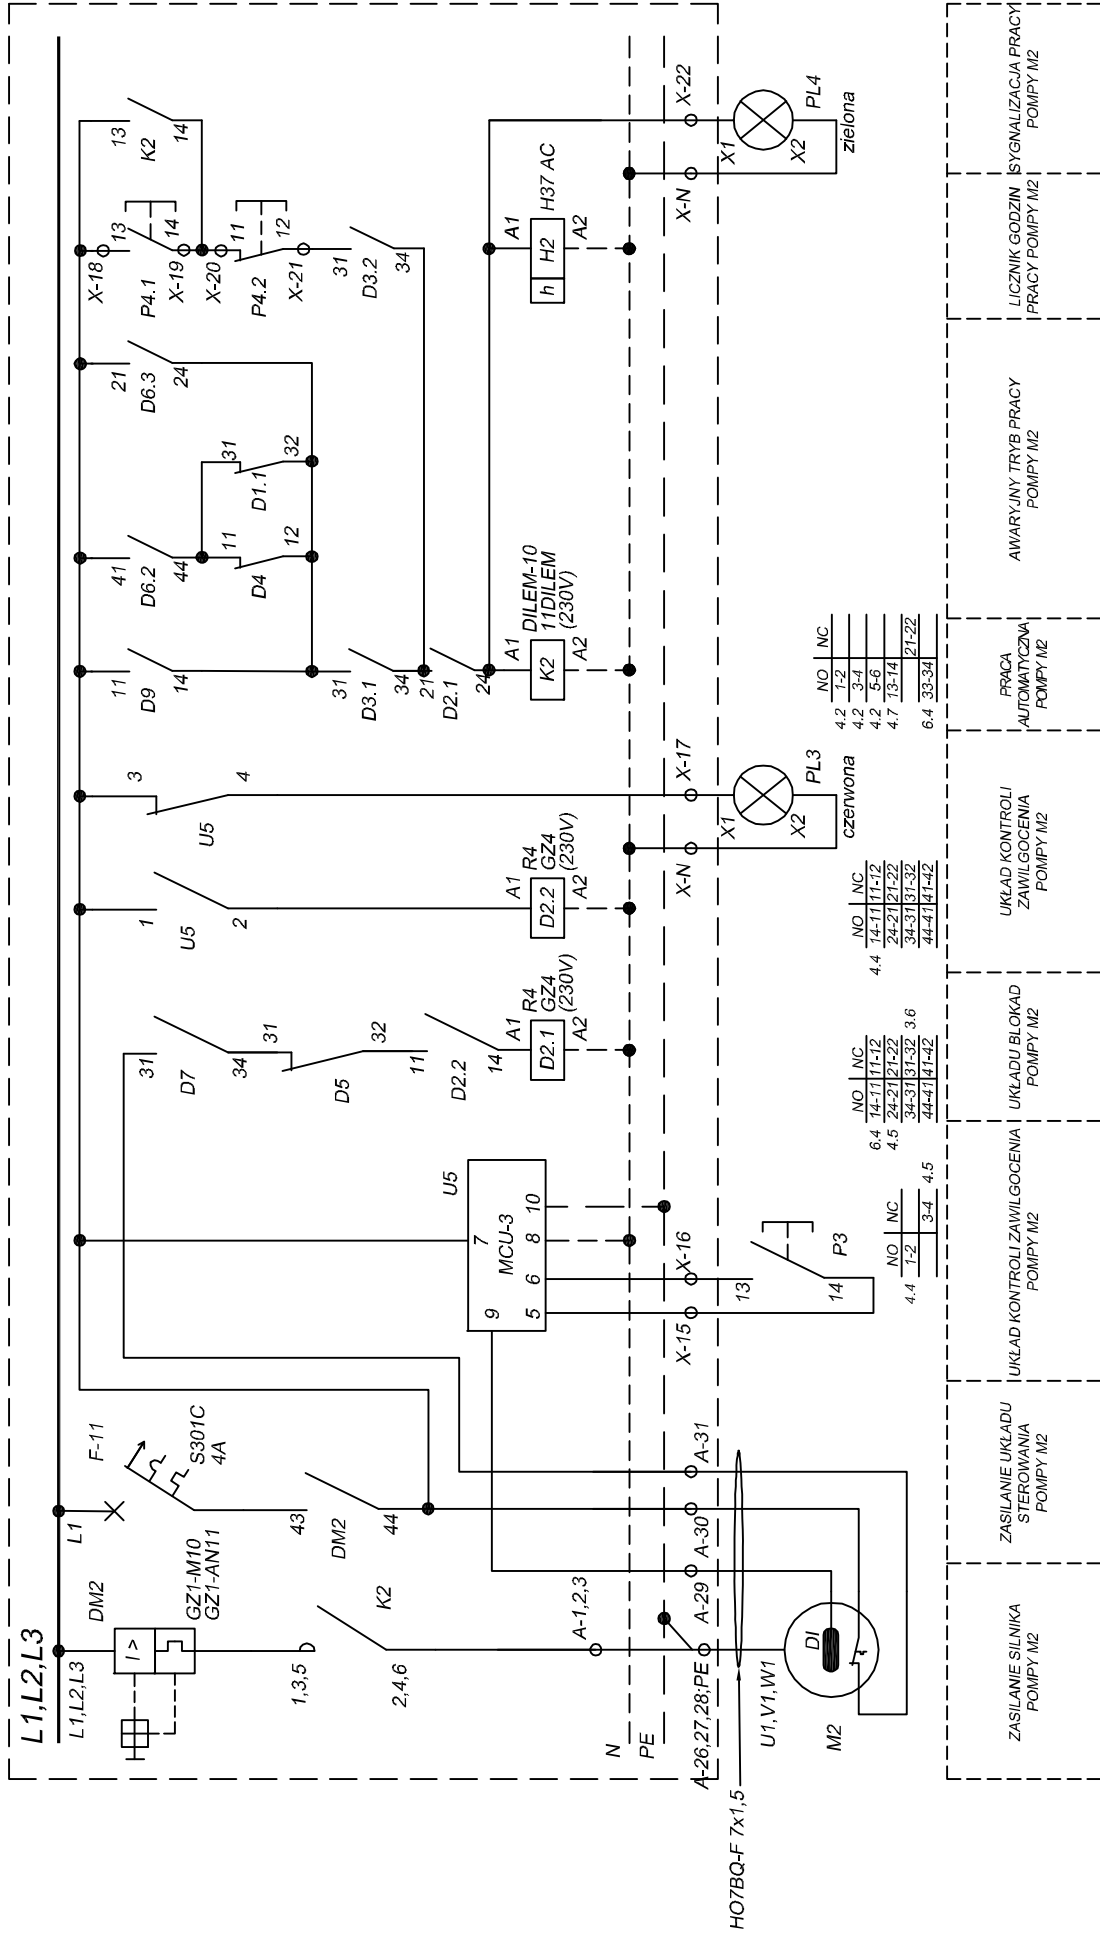 L1,L2,L3
L1,L2,L3
DM2
I >
GZ1-M10
GZ1-AN11
1,3,5
K2
2,4,6
A-1,2,3
N
PE
A-26,27,28;PE
HO7BQ-F 7x1,5
U1,V1,W1
DI
M2
L1
F-11
S301C
4A
43
DM2
44
A-29
A-30
A-31
U5
7
MCU-3
9
5
6
8
10
X-15
X-16
13
P3
14
31
D7
34
31
D5
32
11
D2.2
14
A1
R4
GZ4
(230V)
D2.1
A2
1
U5
2
A1
R4
GZ4
(230V)
D2.2
A2
3
U5
4
X-N
X-17
X1
PL3
X2
czerwona
11
D9
14
31
D3.1
34
21
D2.1
24
A1
DILEM-10
11DILEM
(230V)
K2
A2
41
D6.2
44
11
D4
12
31
D1.1
32
21
D6.3
24
X-18
13
P4.1
14
X-19
X-20
11
P4.2
12
X-21
31
D3.2
34
13
K2
14
A1
H37 AC
h
H2
A2
X-N
X-22
X1
PL4
X2
zielona
NO NC
4.4 1-2
3-4 4.5
NO NC
6.4 14-11 11-12
4.5 24-21 21-22
34-31 31-32 3.6
44-41 41-42
NO NC
4.4 14-11 11-12
24-21 21-22
34-31 31-32
44-41 41-42
NO NC
4.2 1-2
4.2 3-4
4.2 5-6
4.7 13-14
21-22
6.4 33-34
ZASILANIE SILNIKA
POMPY M2
ZASILANIE UKŁADU
STEROWANIA
POMPY M2
UKŁAD KONTROLI ZAWILGOCENIA
POMPY M2
UKŁADU BLOKAD
POMPY M2
UKŁAD KONTROLI
ZAWILGOCENIA
POMPY M2
PRACA
AUTOMATYCZNA
POMPY M2
AWARYJNY TRYB PRACY
POMPY M2
LICZNIK GODZIN
PRACY POMPY M2
SYGNALIZACJA PRACY
POMPY M2